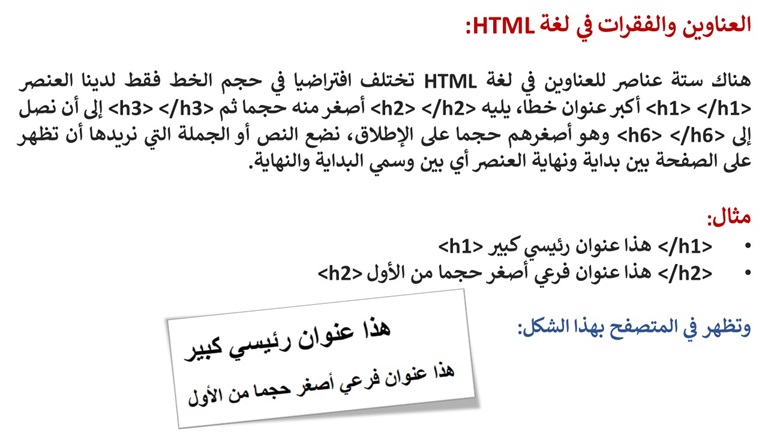 العناوين والفقرات في لغة HTML:
هناك ستة عناصر للعناوين في لغة HTML تختلف افتراضيا في حجم الخط فقط لدينا العنصر
<h1> </h1> أكبر عنوان خطا، يليه <h2> </h2> أصغر منه حجما ثم <h3> </h3> إلى أن نصل
إلى <h6> </h6> وهو أصغرهم حجما على الإطلاق، نضع النص أو الجملة التي نريدها أن تظهر
على الصفحة بين بداية ونهاية العنصر أي بين وسمي البداية والنهاية.
مثال:
• <h1> هذا عنوان رئيسي كبير </h1>
• <h2> هذا عنوان فرعي أصغر حجما من الأول </h2>
وتظهر في المتصفح بهذا الشكل:
هذا عنوان رئيسي كبير
هذا عنوان فرعي أصغر حجما من الأول